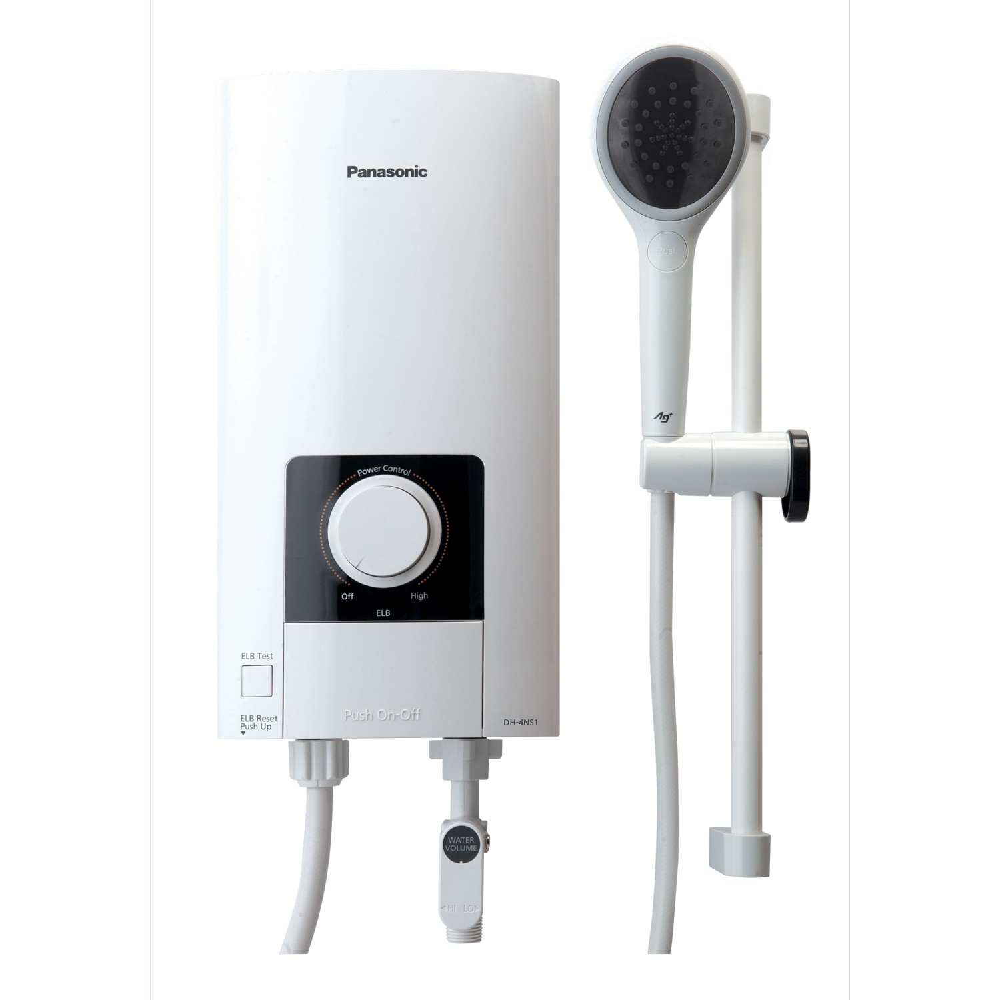 Panasonic
Push
Ag+
Power Control
Off
High
ELB
ELB Test
ELB Reset
Push Up
▼
Push On-Off
DH-4NS1
WATER
VOLUME
◁HI LO▷